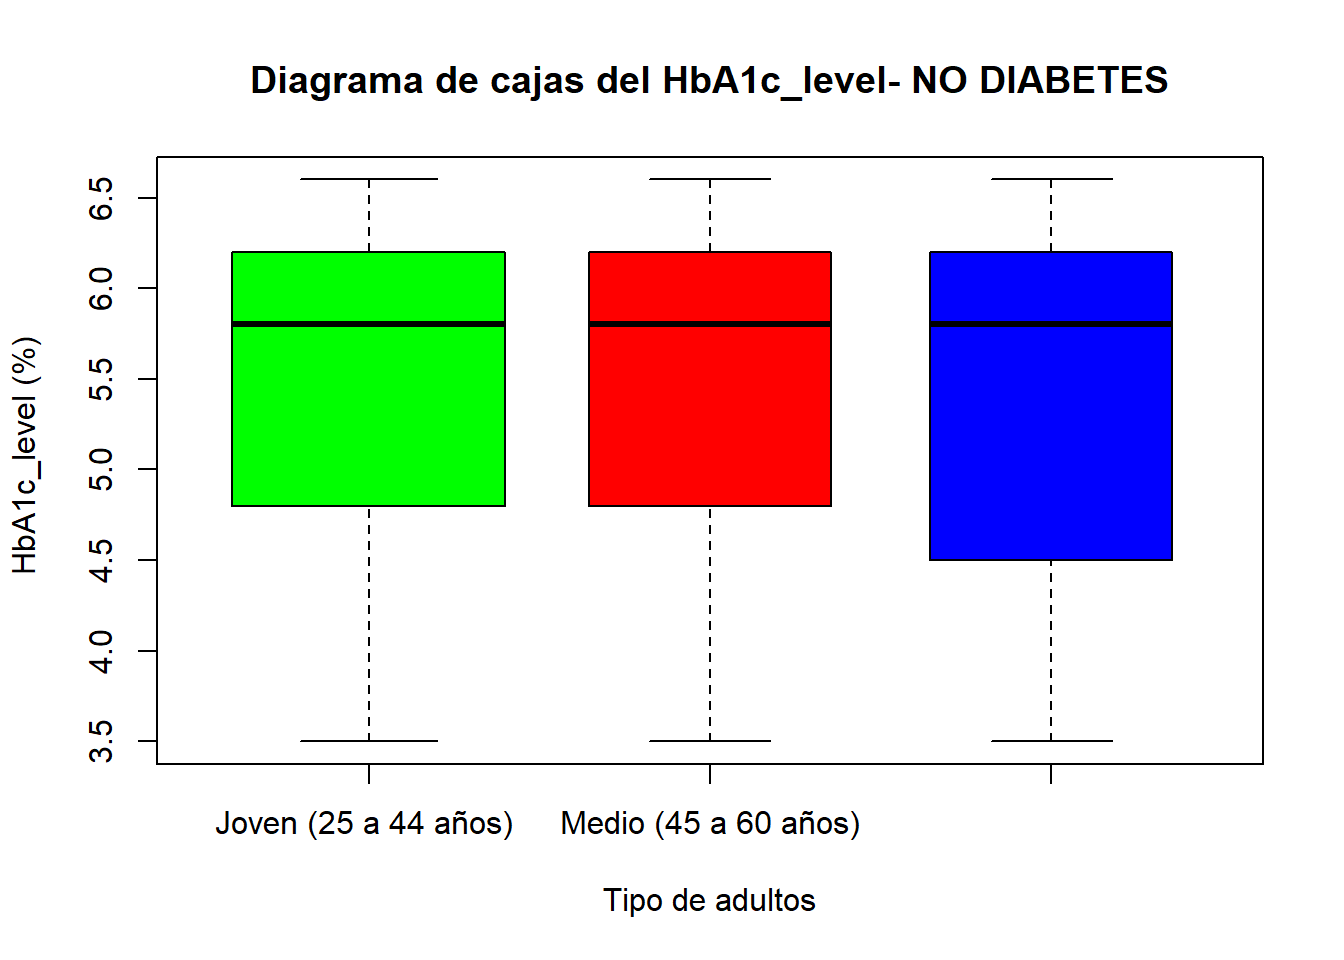 Diagrama de cajas del HbA1c_level- NO DIABETES
HbA1c_level (%)
6.5
6.0
5.5
5.0
4.5
4.0
3.5
Joven (25 a 44 años) Medio (45 a 60 años)
Tipo de adultos